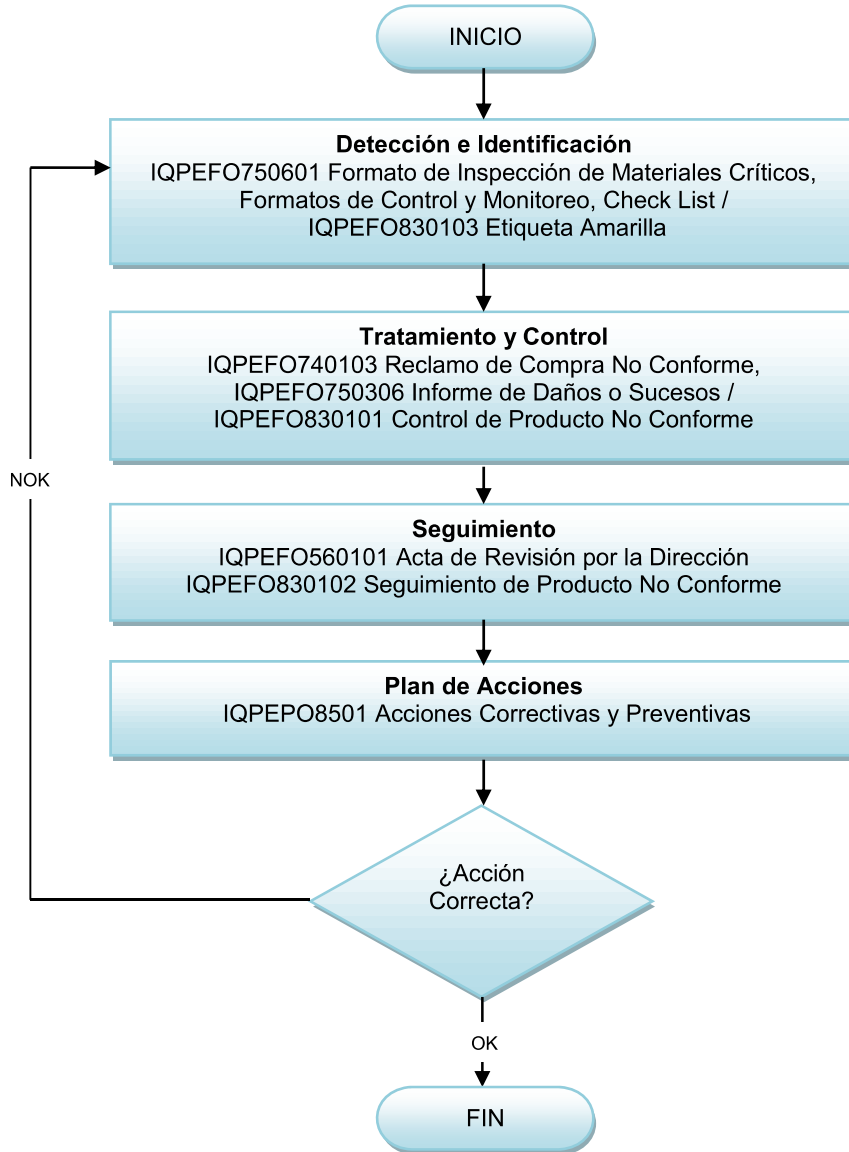 INICIO
Detección e Identificación
IQPEFO750601 Formato de Inspección de Materiales Críticos,
Formatos de Control y Monitoreo, Check List /
IQPEFO830103 Etiqueta Amarilla
Tratamiento y Control
IQPEFO740103 Reclamo de Compra No Conforme,
IQPEFO750306 Informe de Daños o Sucesos /
IQPEFO830101 Control de Producto No Conforme
NOK
Seguimiento
IQPEFO560101 Acta de Revisión por la Dirección
IQPEFO830102 Seguimiento de Producto No Conforme
Plan de Acciones
IQPEPO8501 Acciones Correctivas y Preventivas
¿Acción
Correcta?
OK
FIN